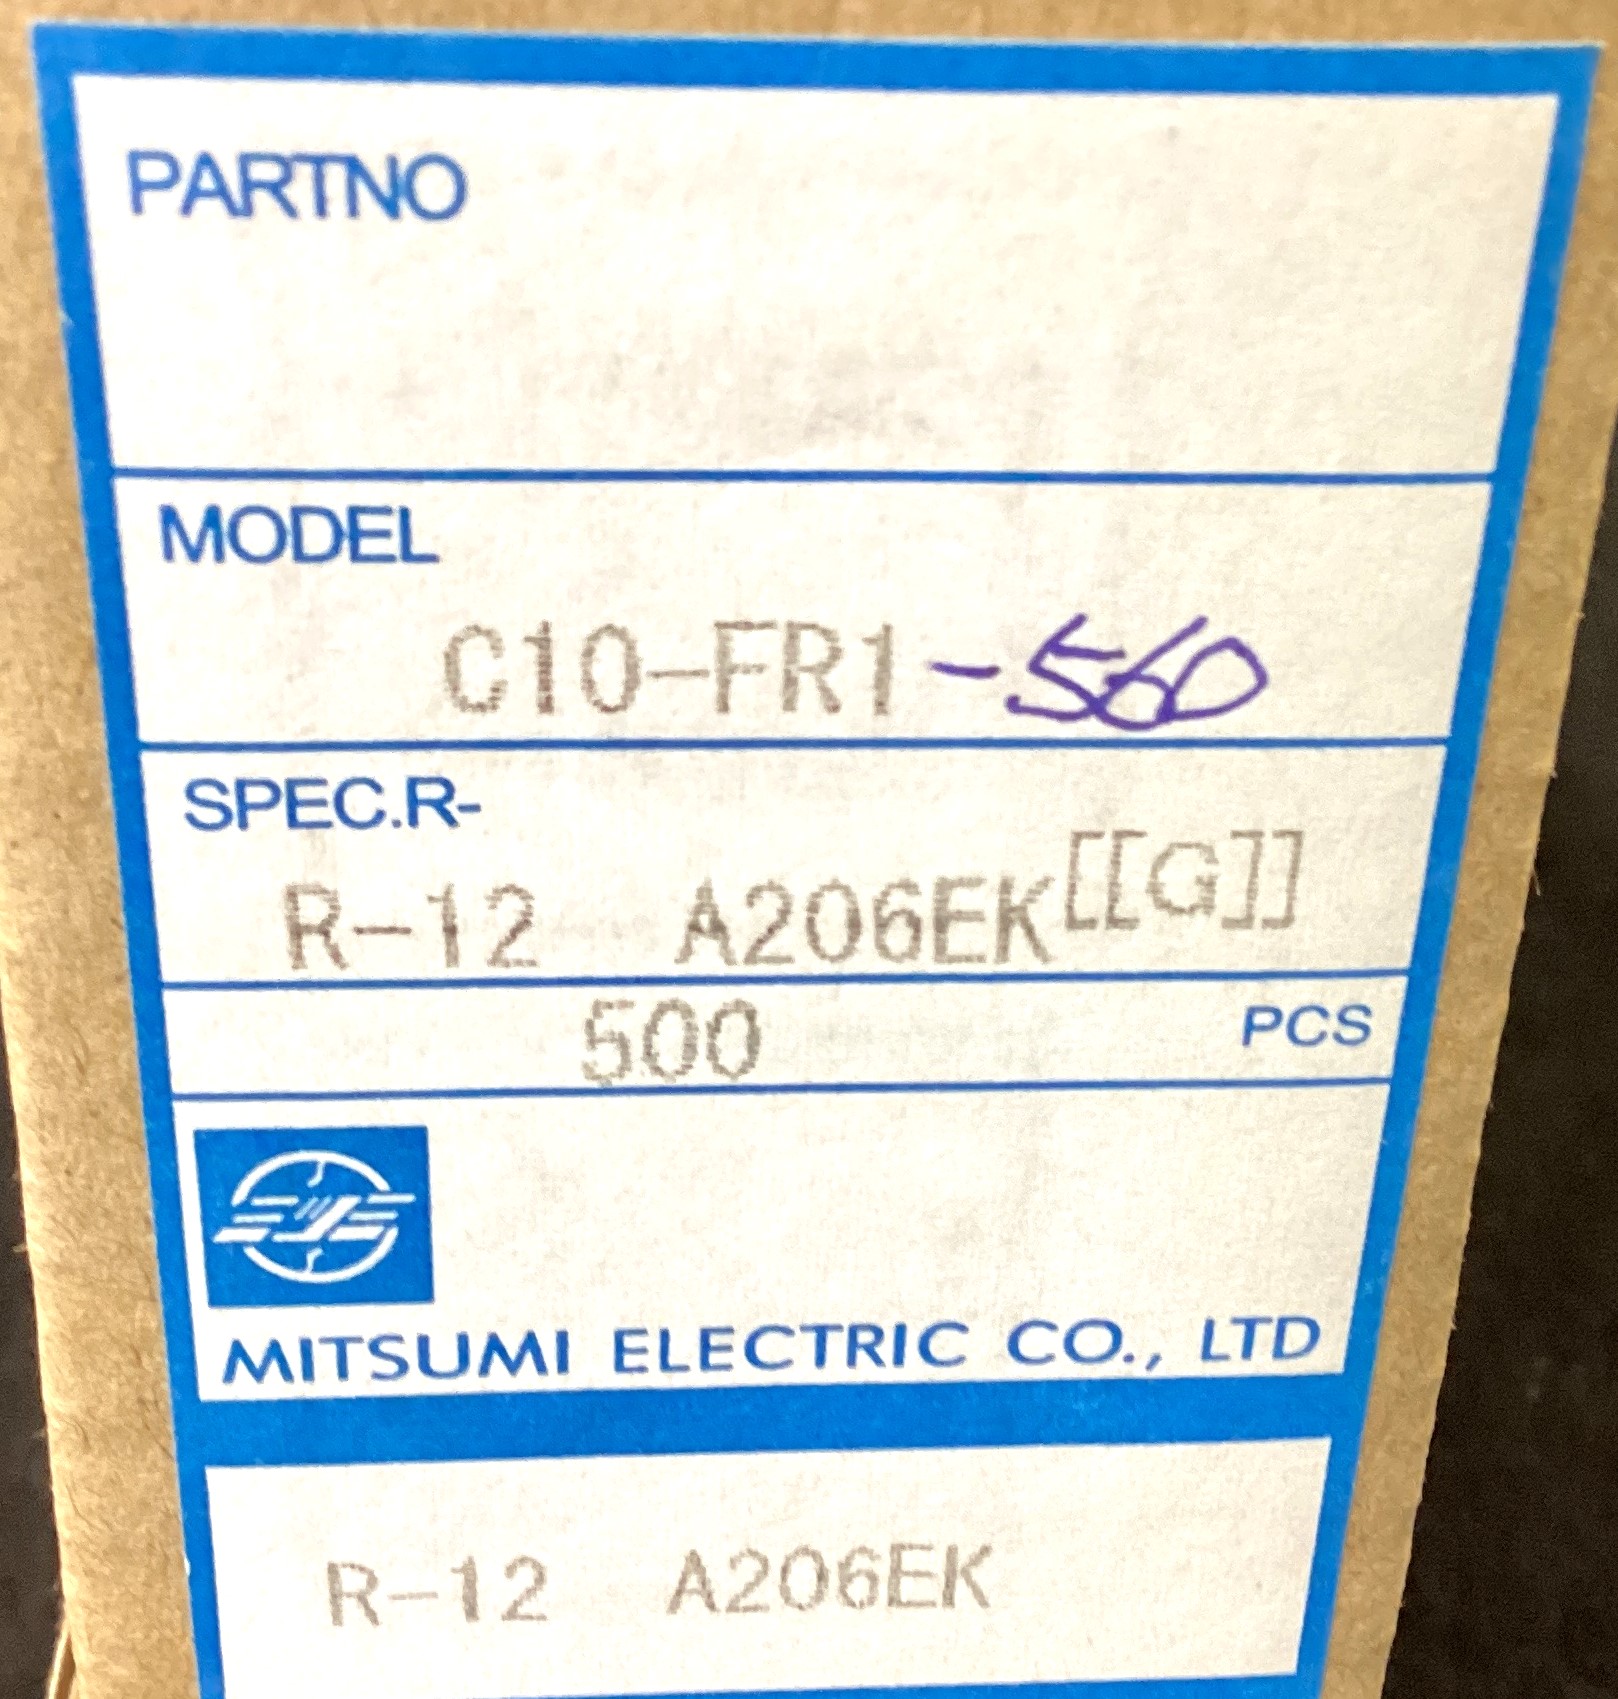 PARTNO
MODEL
C10-FR1-560
SPEC.R-
R-12 A206EK[[G]]
500 PCS
MITSUMI ELECTRIC CO., LTD
R-12 A206EK